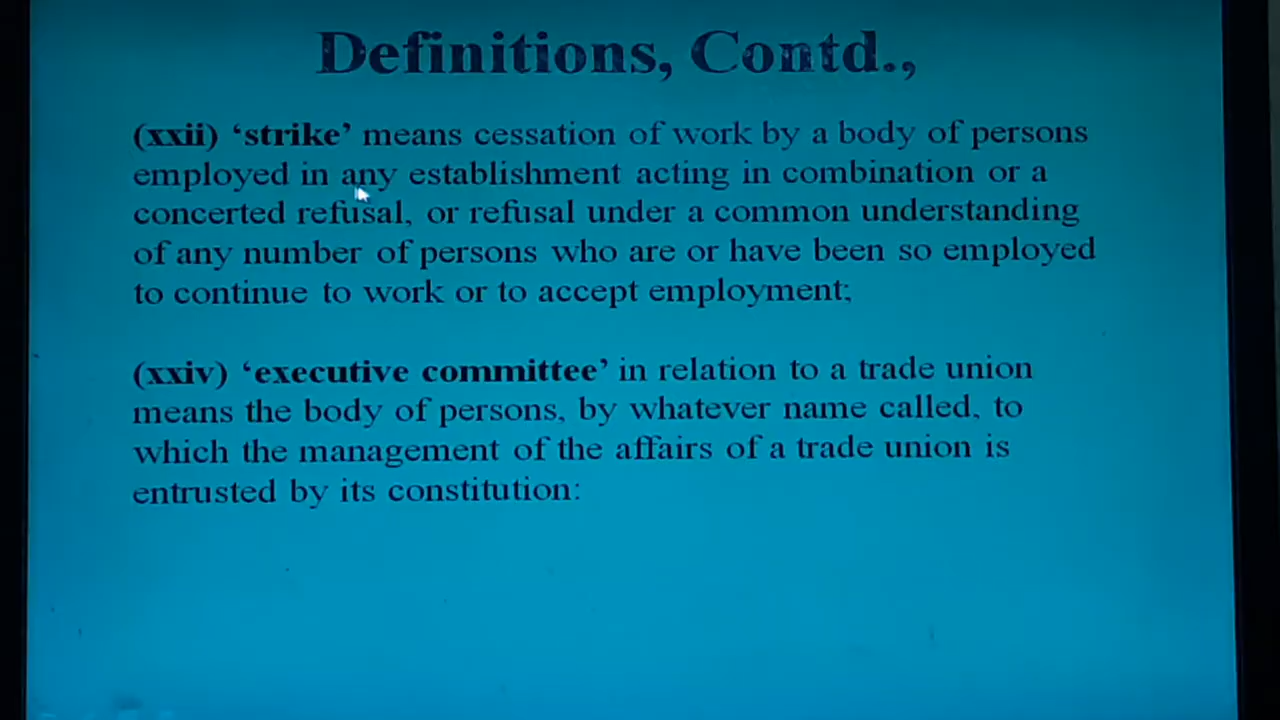 Definitions, Contd.,
(xxii) ‘strike’ means cessation of work by a body of persons
employed in any establishment acting in combination or a
concerted refusal, or refusal under a common understanding
of any number of persons who are or have been so employed
to continue to work or to accept employment;
(xxiv) ‘executive committee’ in relation to a trade union
means the body of persons, by whatever name called, to
which the management of the affairs of a trade union is
entrusted by its constitution: